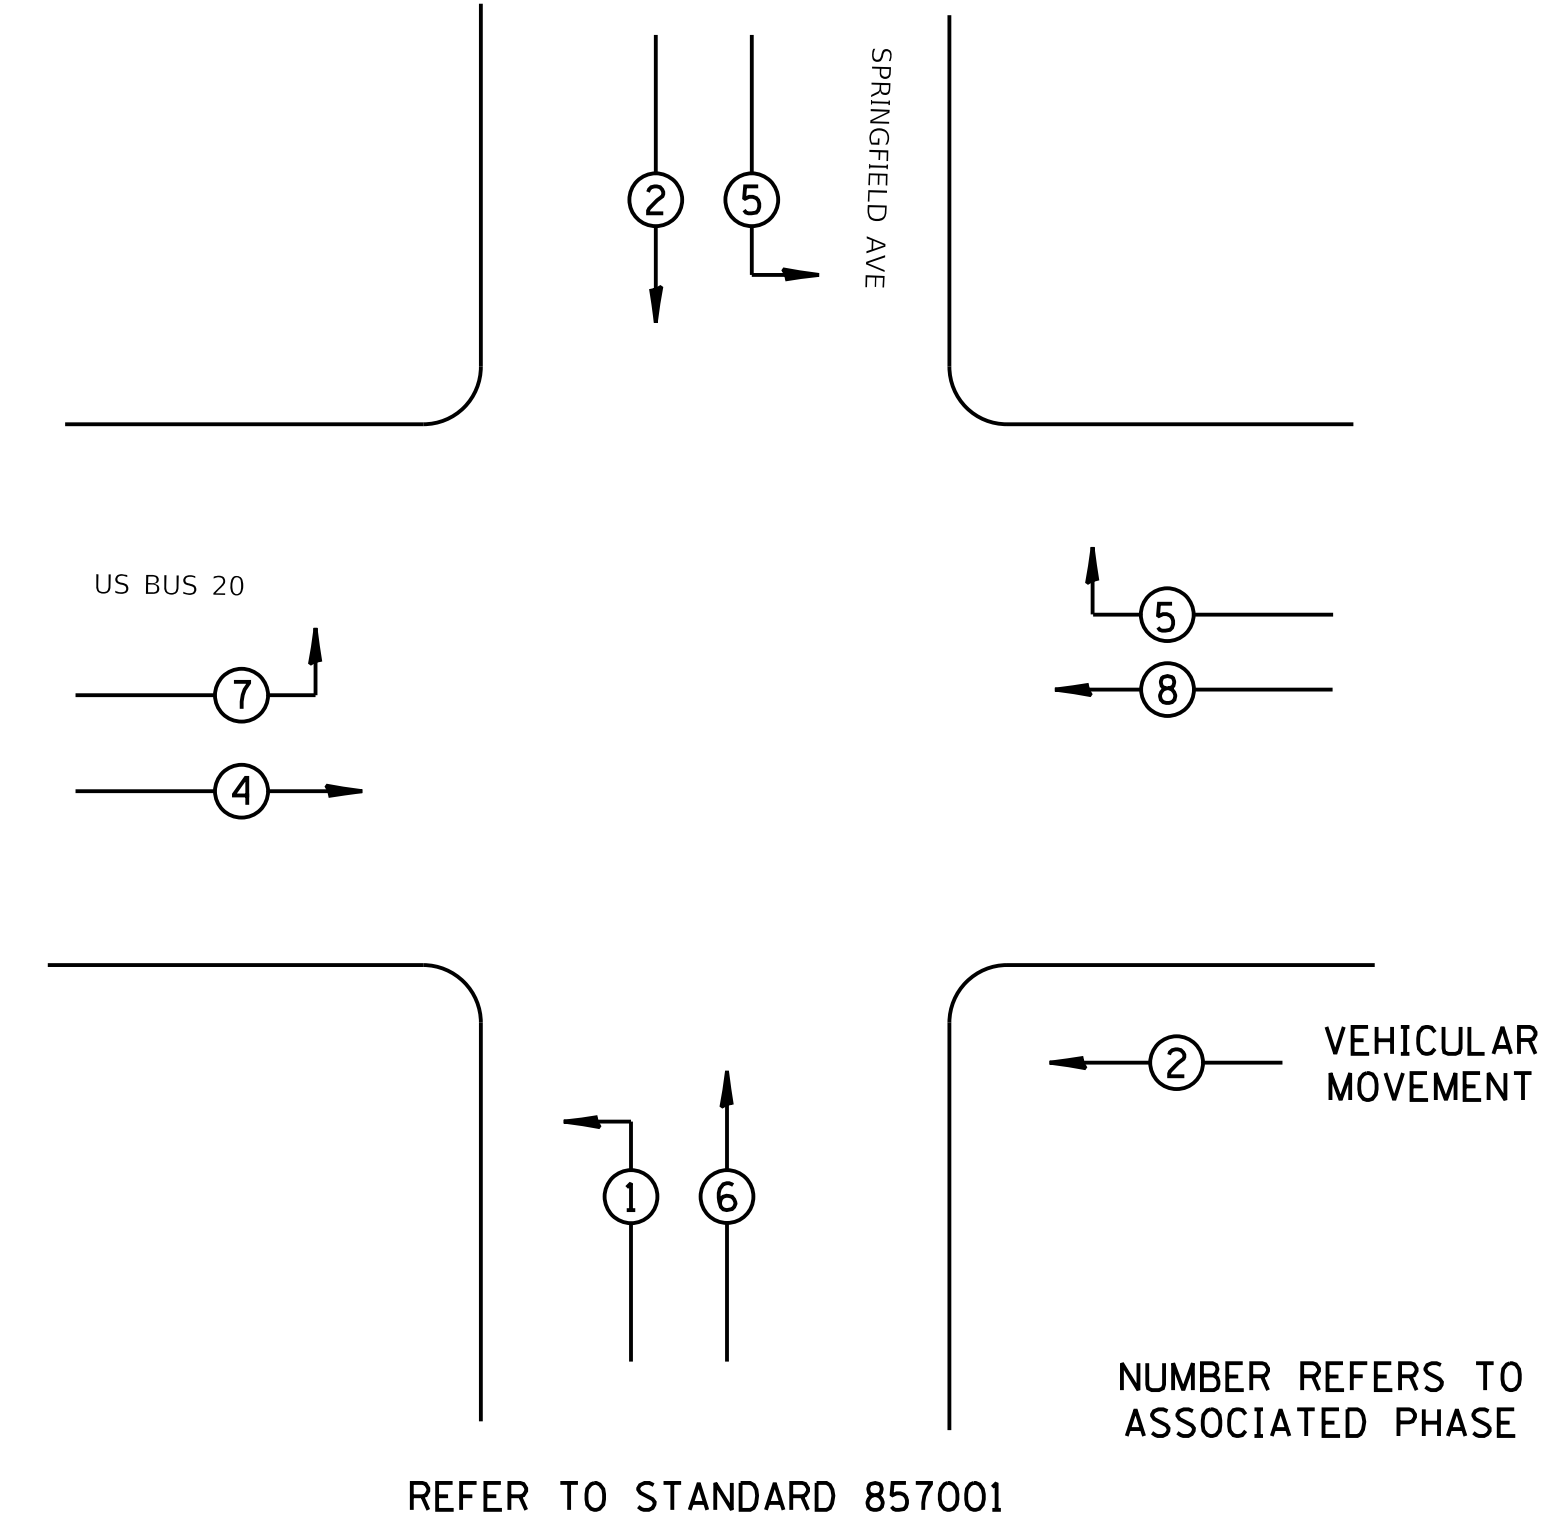 SPRINGFIELD AVE
2
5
US BUS 20
5
7
8
4
2
VEHICULAR
MOVEMENT
1
6
NUMBER REFERS TO
ASSOCIATED PHASE
REFER TO STANDARD 857001